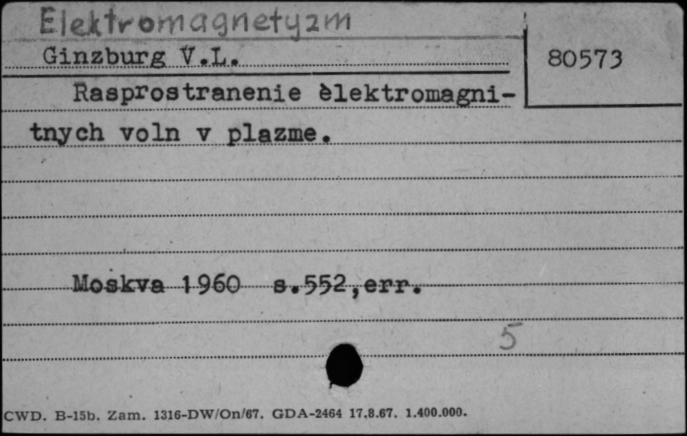 Elektromagnetyzm
Ginzburg V.L.
80573
Rasprostranenie èlektromagni-
tnych voln v plazme.
Moskva 1960 s.552,err.
5
CWD. B-15b. Zam. 1316-DW/On/67. GDA-2464 17.8.67. 1.400.000.